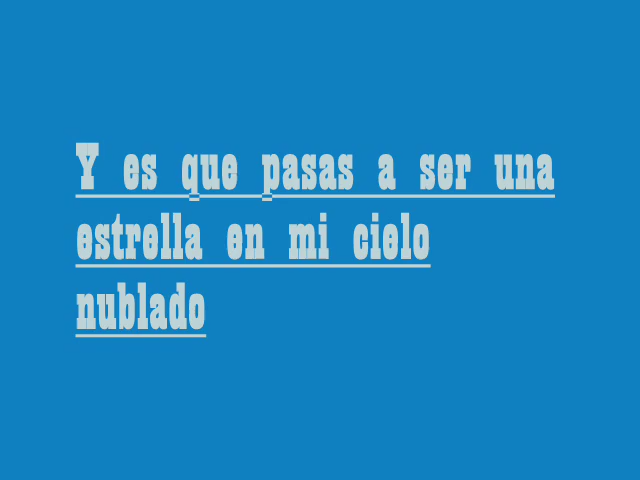 Y es que pasas a ser una
estrella en mi cielo
nublado